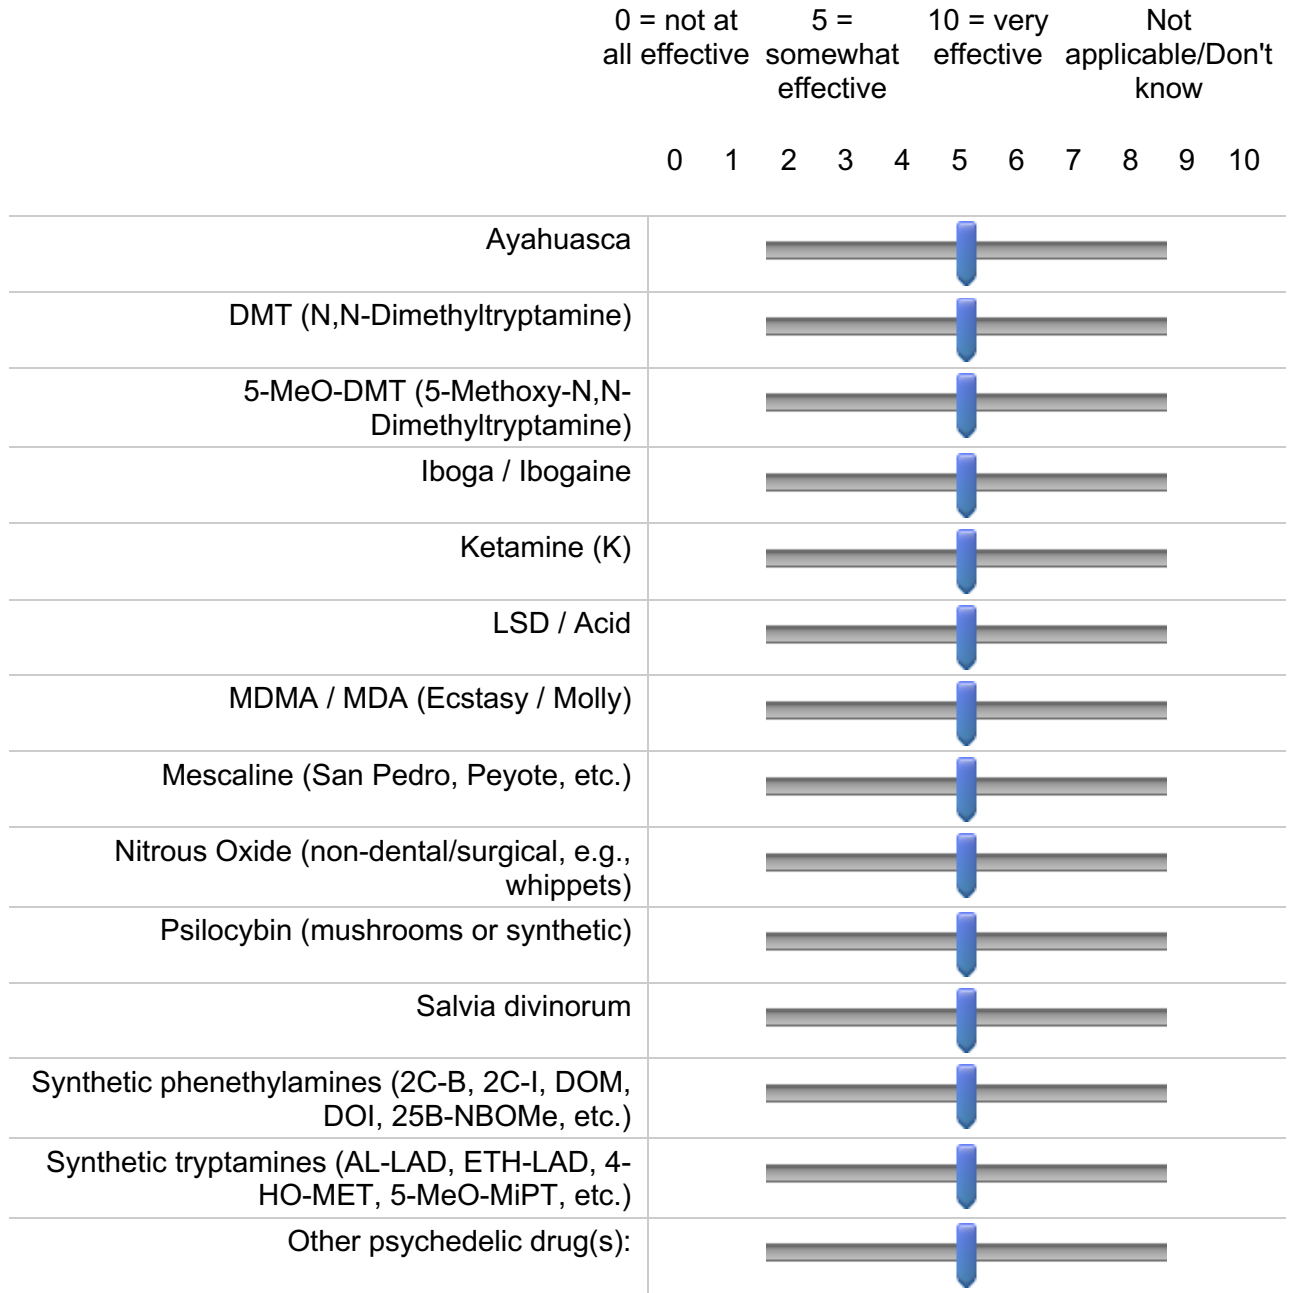 0 = not at all effective
5 = somewhat effective
10 = very effective
Not applicable/Don't know
0 1 2 3 4 5 6 7 8 9 10
Ayahuasca
DMT (N,N-Dimethyltryptamine)
5-MeO-DMT (5-Methoxy-N,N-
Dimethyltryptamine)
Iboga / Ibogaine
Ketamine (K)
LSD / Acid
MDMA / MDA (Ecstasy / Molly)
Mescaline (San Pedro, Peyote, etc.)
Nitrous Oxide (non-dental/surgical, e.g.,
whippets)
Psilocybin (mushrooms or synthetic)
Salvia divinorum
Synthetic phenethylamines (2C-B, 2C-I, DOM,
DOI, 25B-NBOMe, etc.)
Synthetic tryptamines (AL-LAD, ETH-LAD, 4-
HO-MET, 5-MeO-MiPT, etc.)
Other psychedelic drug(s):